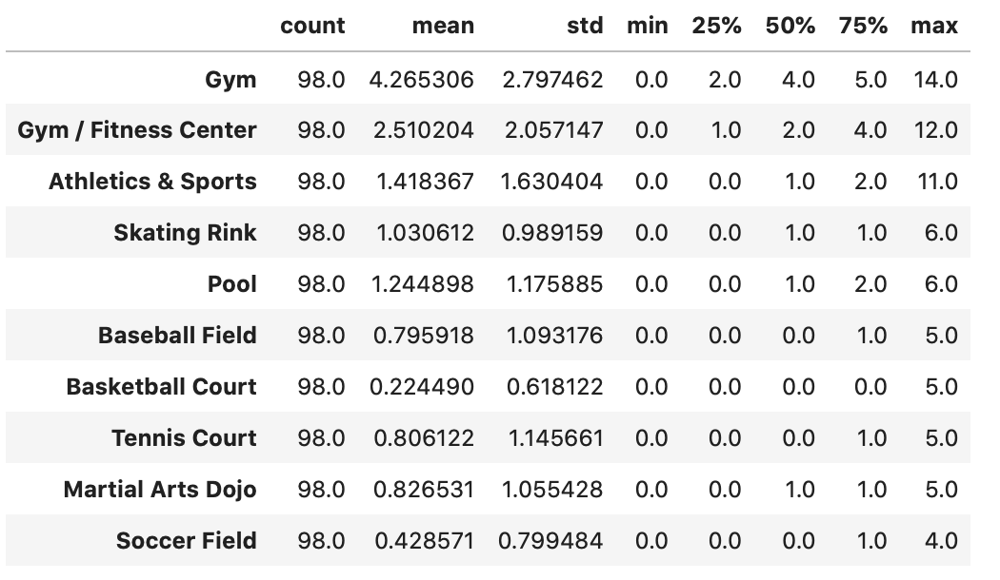 count mean std min 25% 50% 75% max
Gym 98.0 4.265306 2.797462 0.0 2.0 4.0 5.0 14.0
Gym / Fitness Center 98.0 2.510204 2.057147 0.0 1.0 2.0 4.0 12.0
Athletics & Sports 98.0 1.418367 1.630404 0.0 0.0 1.0 2.0 11.0
Skating Rink 98.0 1.030612 0.989159 0.0 0.0 1.0 1.0 6.0
Pool 98.0 1.244898 1.175885 0.0 0.0 1.0 2.0 6.0
Baseball Field 98.0 0.795918 1.093176 0.0 0.0 0.0 1.0 5.0
Basketball Court 98.0 0.224490 0.618122 0.0 0.0 0.0 0.0 5.0
Tennis Court 98.0 0.806122 1.145661 0.0 0.0 0.0 1.0 5.0
Martial Arts Dojo 98.0 0.826531 1.055428 0.0 0.0 1.0 1.0 5.0
Soccer Field 98.0 0.428571 0.799484 0.0 0.0 0.0 1.0 4.0